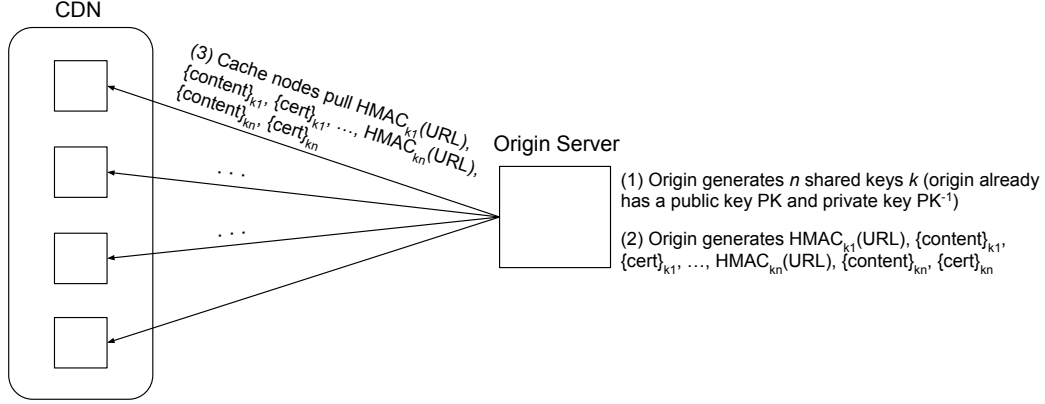 CDN
(3) Cache nodes pull HMAC_k1(URL),
{content}_k1, {cert}_k1, …, HMAC_kn(URL),
{content}_kn, {cert}_kn
. . .
. . .
Origin Server
(1) Origin generates n shared keys k (origin already
has a public key PK and private key PK⁻¹)
(2) Origin generates HMAC_k1(URL), {content}_k1,
{cert}_k1, …, HMAC_kn(URL), {content}_kn, {cert}_kn